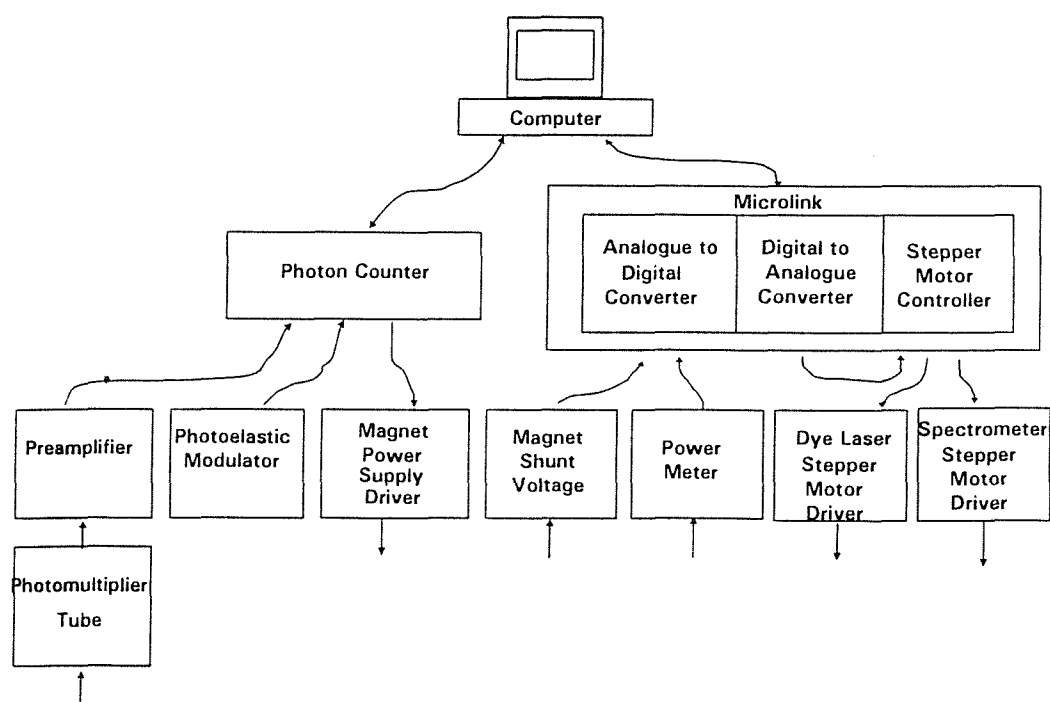 Computer
Microlink
Analogue to
Digital
Converter
Digital to
Analogue
Converter
Stepper
Motor
Controller
Photon Counter
Preamplifier
Photoelastic
Modulator
Magnet
Power
Supply
Driver
Magnet
Shunt
Voltage
Power
Meter
Dye Laser
Stepper
Motor
Driver
Spectrometer
Stepper
Motor
Driver
Photomultiplier
Tube